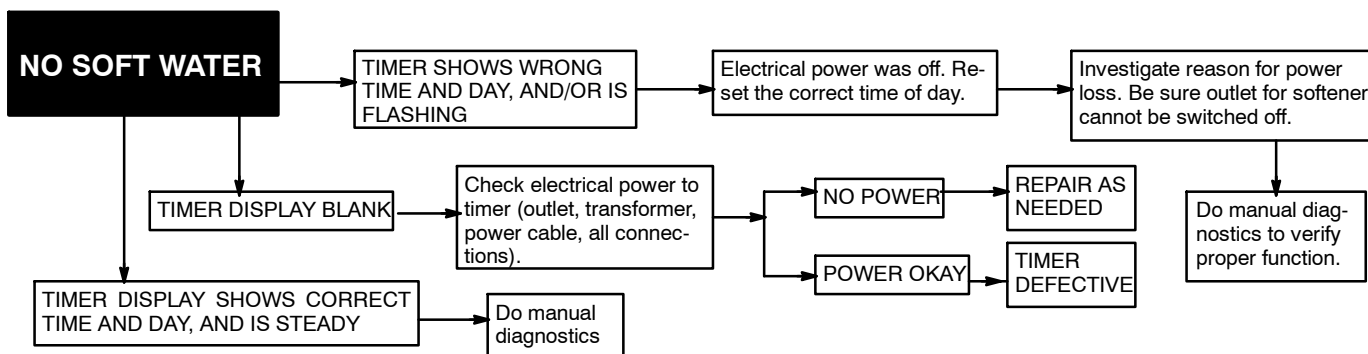 NO SOFT WATER
TIMER SHOWS WRONG
TIME AND DAY, AND/OR IS
FLASHING
Electrical power was off. Re-
set the correct time of day.
Investigate reason for power
loss. Be sure outlet for softener
cannot be switched off.
Do manual diag-
nostics to verify
proper function.
TIMER DISPLAY BLANK
Check electrical power to
timer (outlet, transformer,
power cable, all connec-
tions).
NO POWER
REPAIR AS
NEEDED
POWER OKAY
TIMER
DEFECTIVE
TIMER DISPLAY SHOWS CORRECT
TIME AND DAY, AND IS STEADY
Do manual
diagnostics